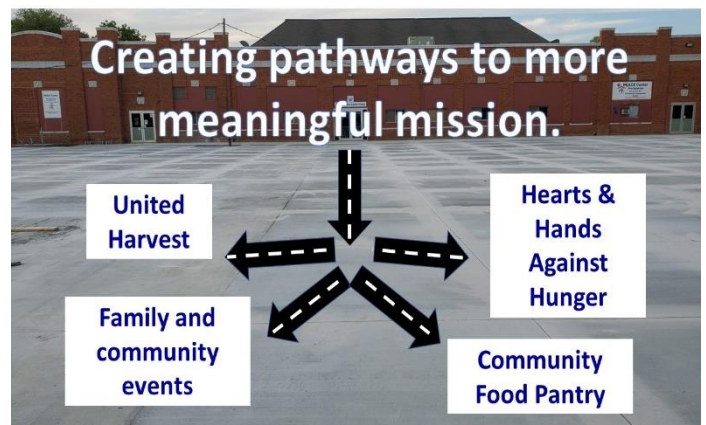 Creating pathways to more
meaningful mission.
United
Harvest
Hearts &
Hands
Against
Hunger
Family and
community
events
Community
Food Pantry